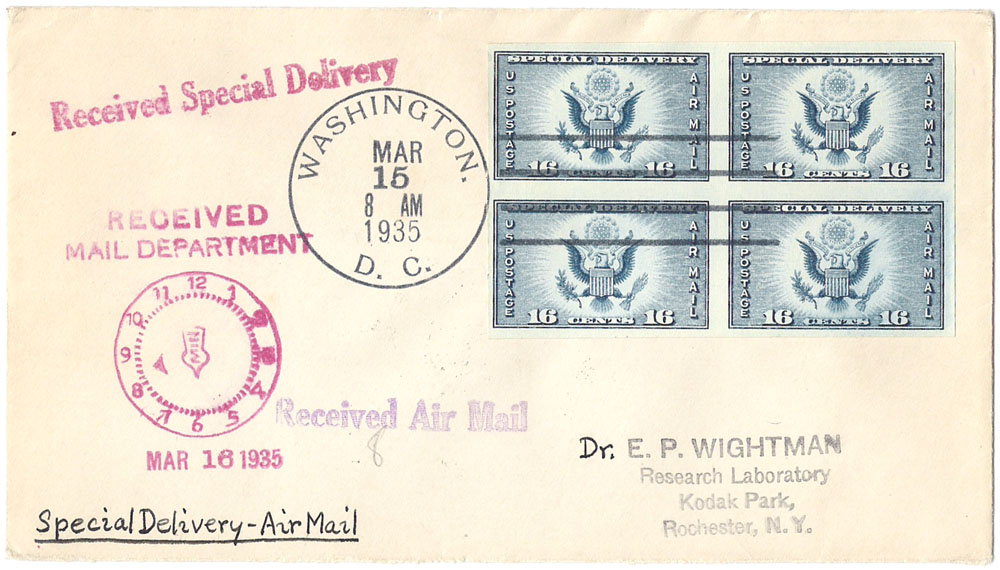 Received Special Delivery
WASHINGTON.
MAR
15
8 AM
1935
D. C.
SPECIAL DELIVERY
US POSTAGE
AIR MAIL
16 CENTS 16
SPECIAL DELIVERY
US POSTAGE
AIR MAIL
16 CENTS 16
SPECIAL DELIVERY
US POSTAGE
AIR MAIL
16 CENTS 16
SPECIAL DELIVERY
US POSTAGE
AIR MAIL
16 CENTS 16
RECEIVED
MAIL DEPARTMENT
12 1 4 5 6 7 8 9 10 11
MIN
MAR 16 1935
Received Air Mail
8
Dr. E. P. WIGHTMAN
Research Laboratory
Kodak Park,
Rochester, N.Y.
Special Delivery-Air Mail